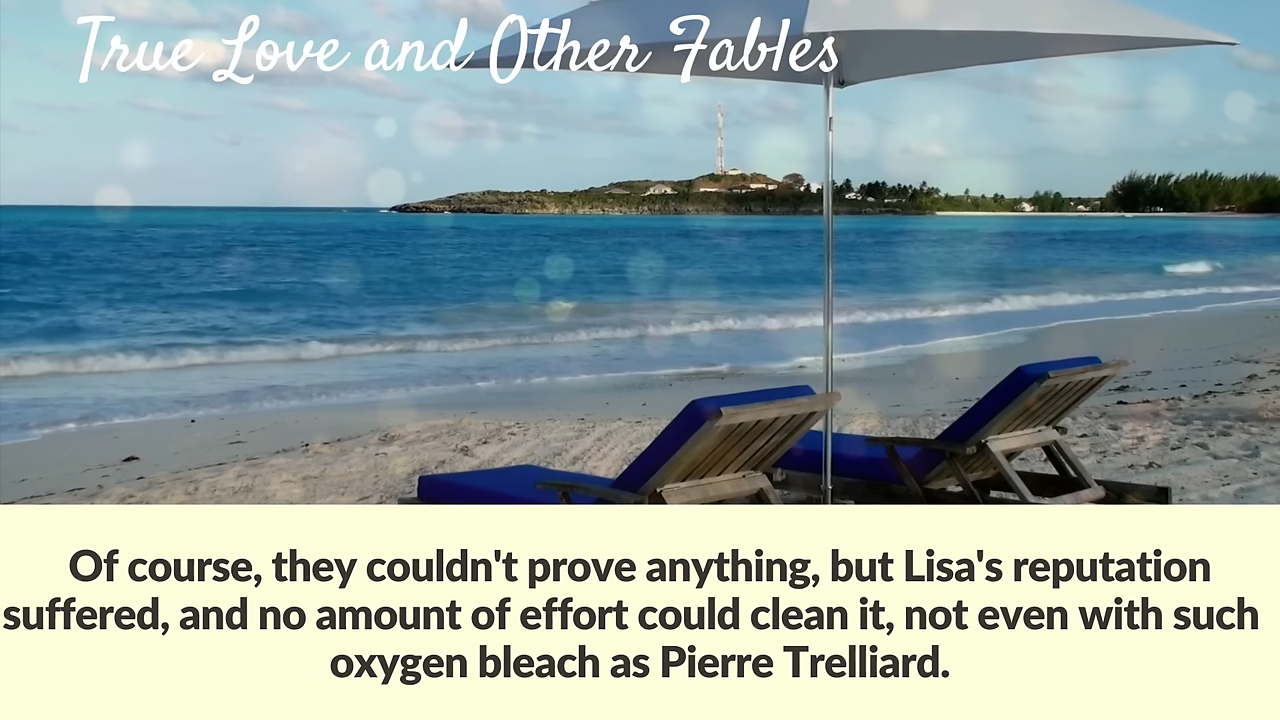 True Love and Other Fables
Of course, they couldn't prove anything, but Lisa's reputation
suffered, and no amount of effort could clean it, not even with such
oxygen bleach as Pierre Trelliard.